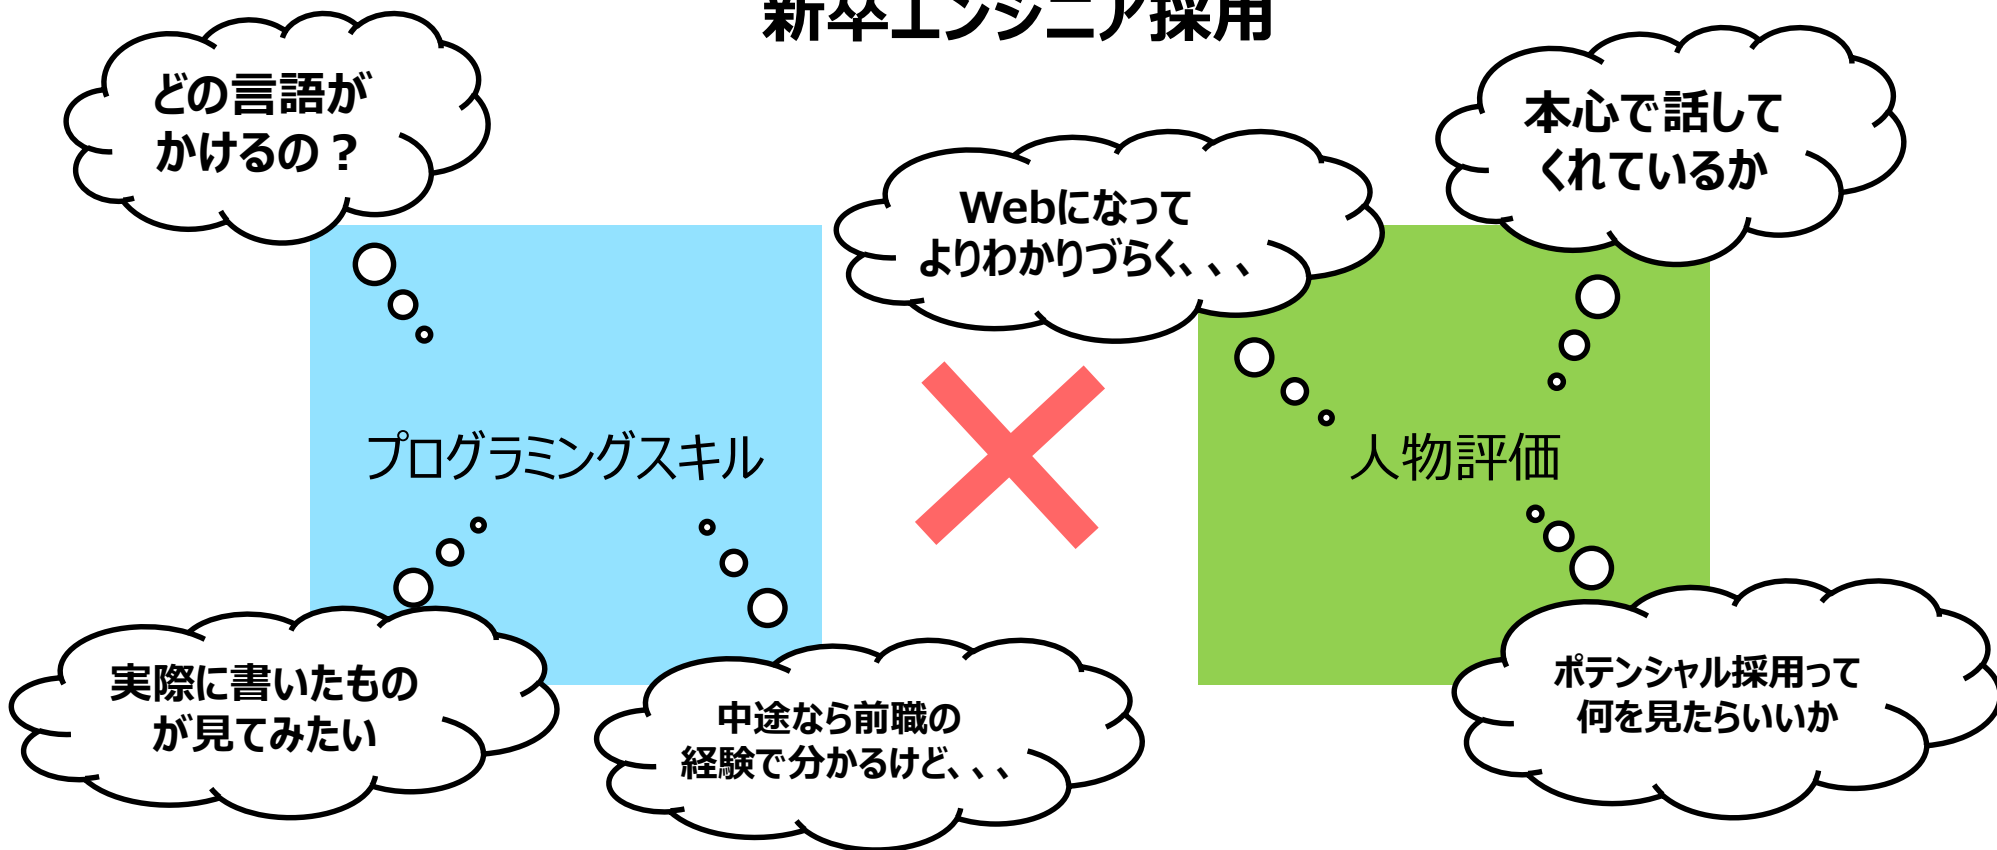 新卒エンジニア採用
どの言語が
かけるの？
本心で話して
くれているか
Webになって
よりわかりづらく、、、
プログラミングスキル
人物評価
実際に書いたもの
が見てみたい
中途なら前職の
経験で分かるけど、、、
ポテンシャル採用って
何を見たらいいか